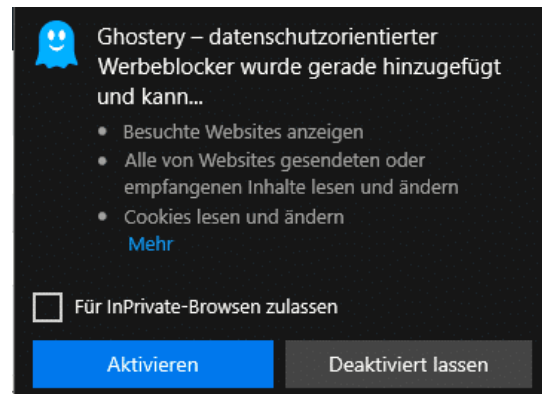 Ghostery – datenschutzorientierter
Werbeblocker wurde gerade hinzugefügt
und kann...
• Besuchte Websites anzeigen
• Alle von Websites gesendeten oder
empfangenen Inhalte lesen und ändern
• Cookies lesen und ändern
Mehr
Für InPrivate-Browsen zulassen
Aktivieren
Deaktiviert lassen